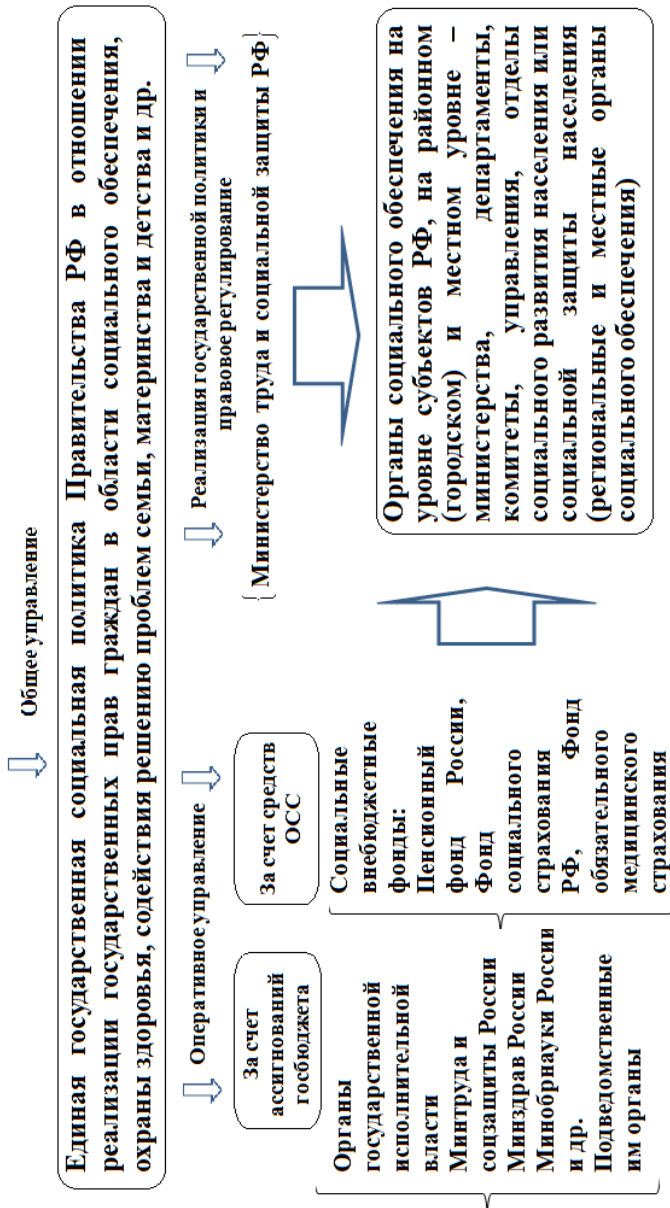 Общее управление
Единая государственная социальная политика Правительства РФ в отношении
реализации государственных прав граждан в области социального обеспечения,
охраны здоровья, содействия решению проблем семьи, материнства и детства и др.
Оперативное управление
Реализация государственной политики и
правовое регулирование
За счет
ассигнований
госбюджета
За счет средств
ОСС
Министерство труда и социальной защиты РФ
Органы
государственной
исполнительной
власти
Минтруда и
соцзащиты России
Минздрав России
Минобрнауки России
и др.
Подведомственные
им органы
Социальные
внебюджетные
фонды:
Пенсионный
фонд России,
Фонд
социального
страхования
РФ, Фонд
обязательного
медицинского
страхования
Органы социального обеспечения на
уровне субъектов РФ, на районном
(городском) и местном уровне –
министерства, департаменты,
комитеты, управления, отделы
социального развития населения или
социальной защиты населения
(региональные и местные органы
социального обеспечения)